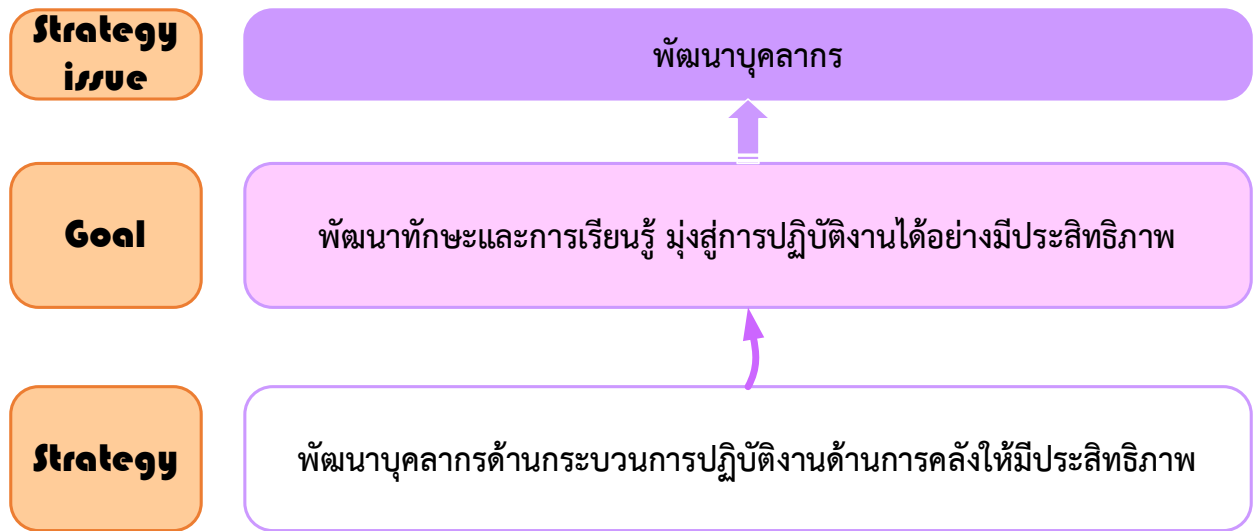 Strategy
issue
พัฒนาบุคลากร
Goal
พัฒนาทักษะและการเรียนรู้ มุ่งสู่การปฏิบัติงานได้อย่างมีประสิทธิภาพ
Strategy
พัฒนาบุคลากรด้านกระบวนการปฏิบัติงานด้านการคลังให้มีประสิทธิภาพ